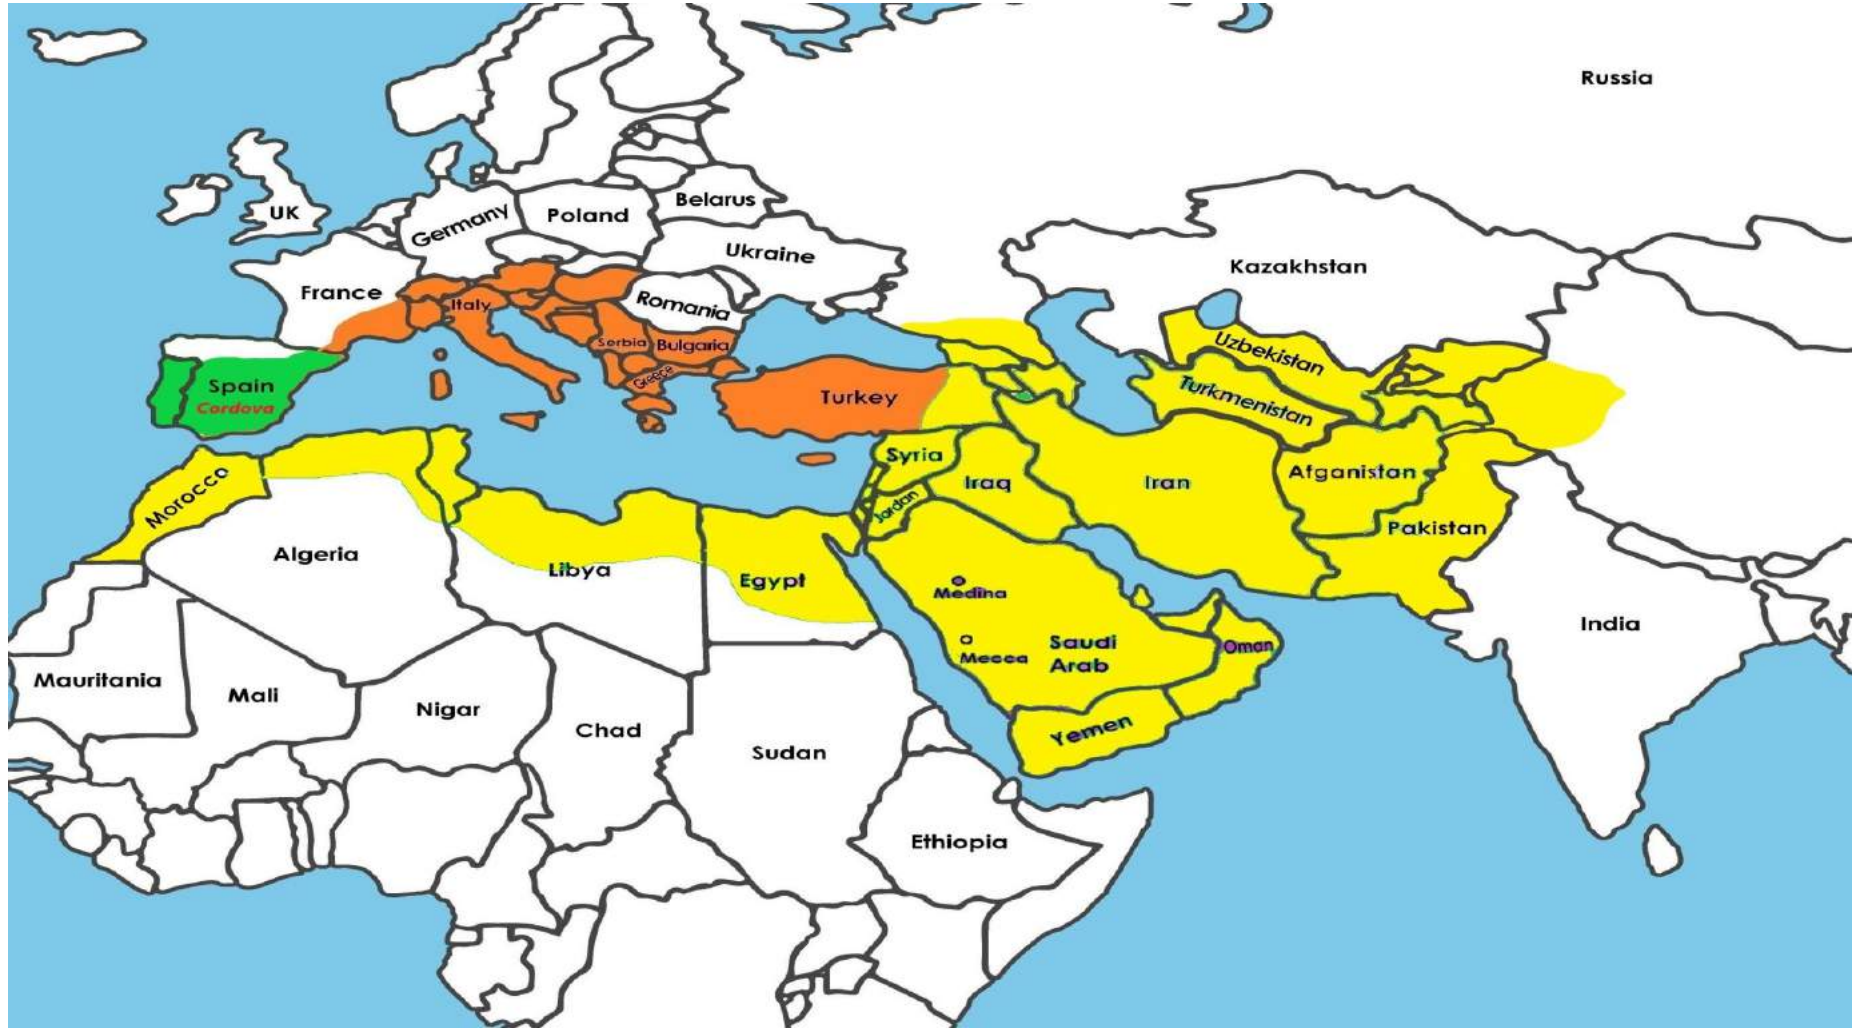 Russia
UK
Germany
Poland
Belarus
Ukraine
France
Italy
Romania
Kazakhstan
Serbia
Bulgaria
Greece
Uzbekistan
Turkmenistan
Spain
Cordova
Turkey
Morocco
Syria
Iraq
Iran
Afganistan
Jordan
Pakistan
Algeria
Libya
Egypt
Medina
Mecca
Saudi
Arab
Oman
India
Mauritania
Mali
Nigar
Chad
Sudan
Yemen
Ethiopia